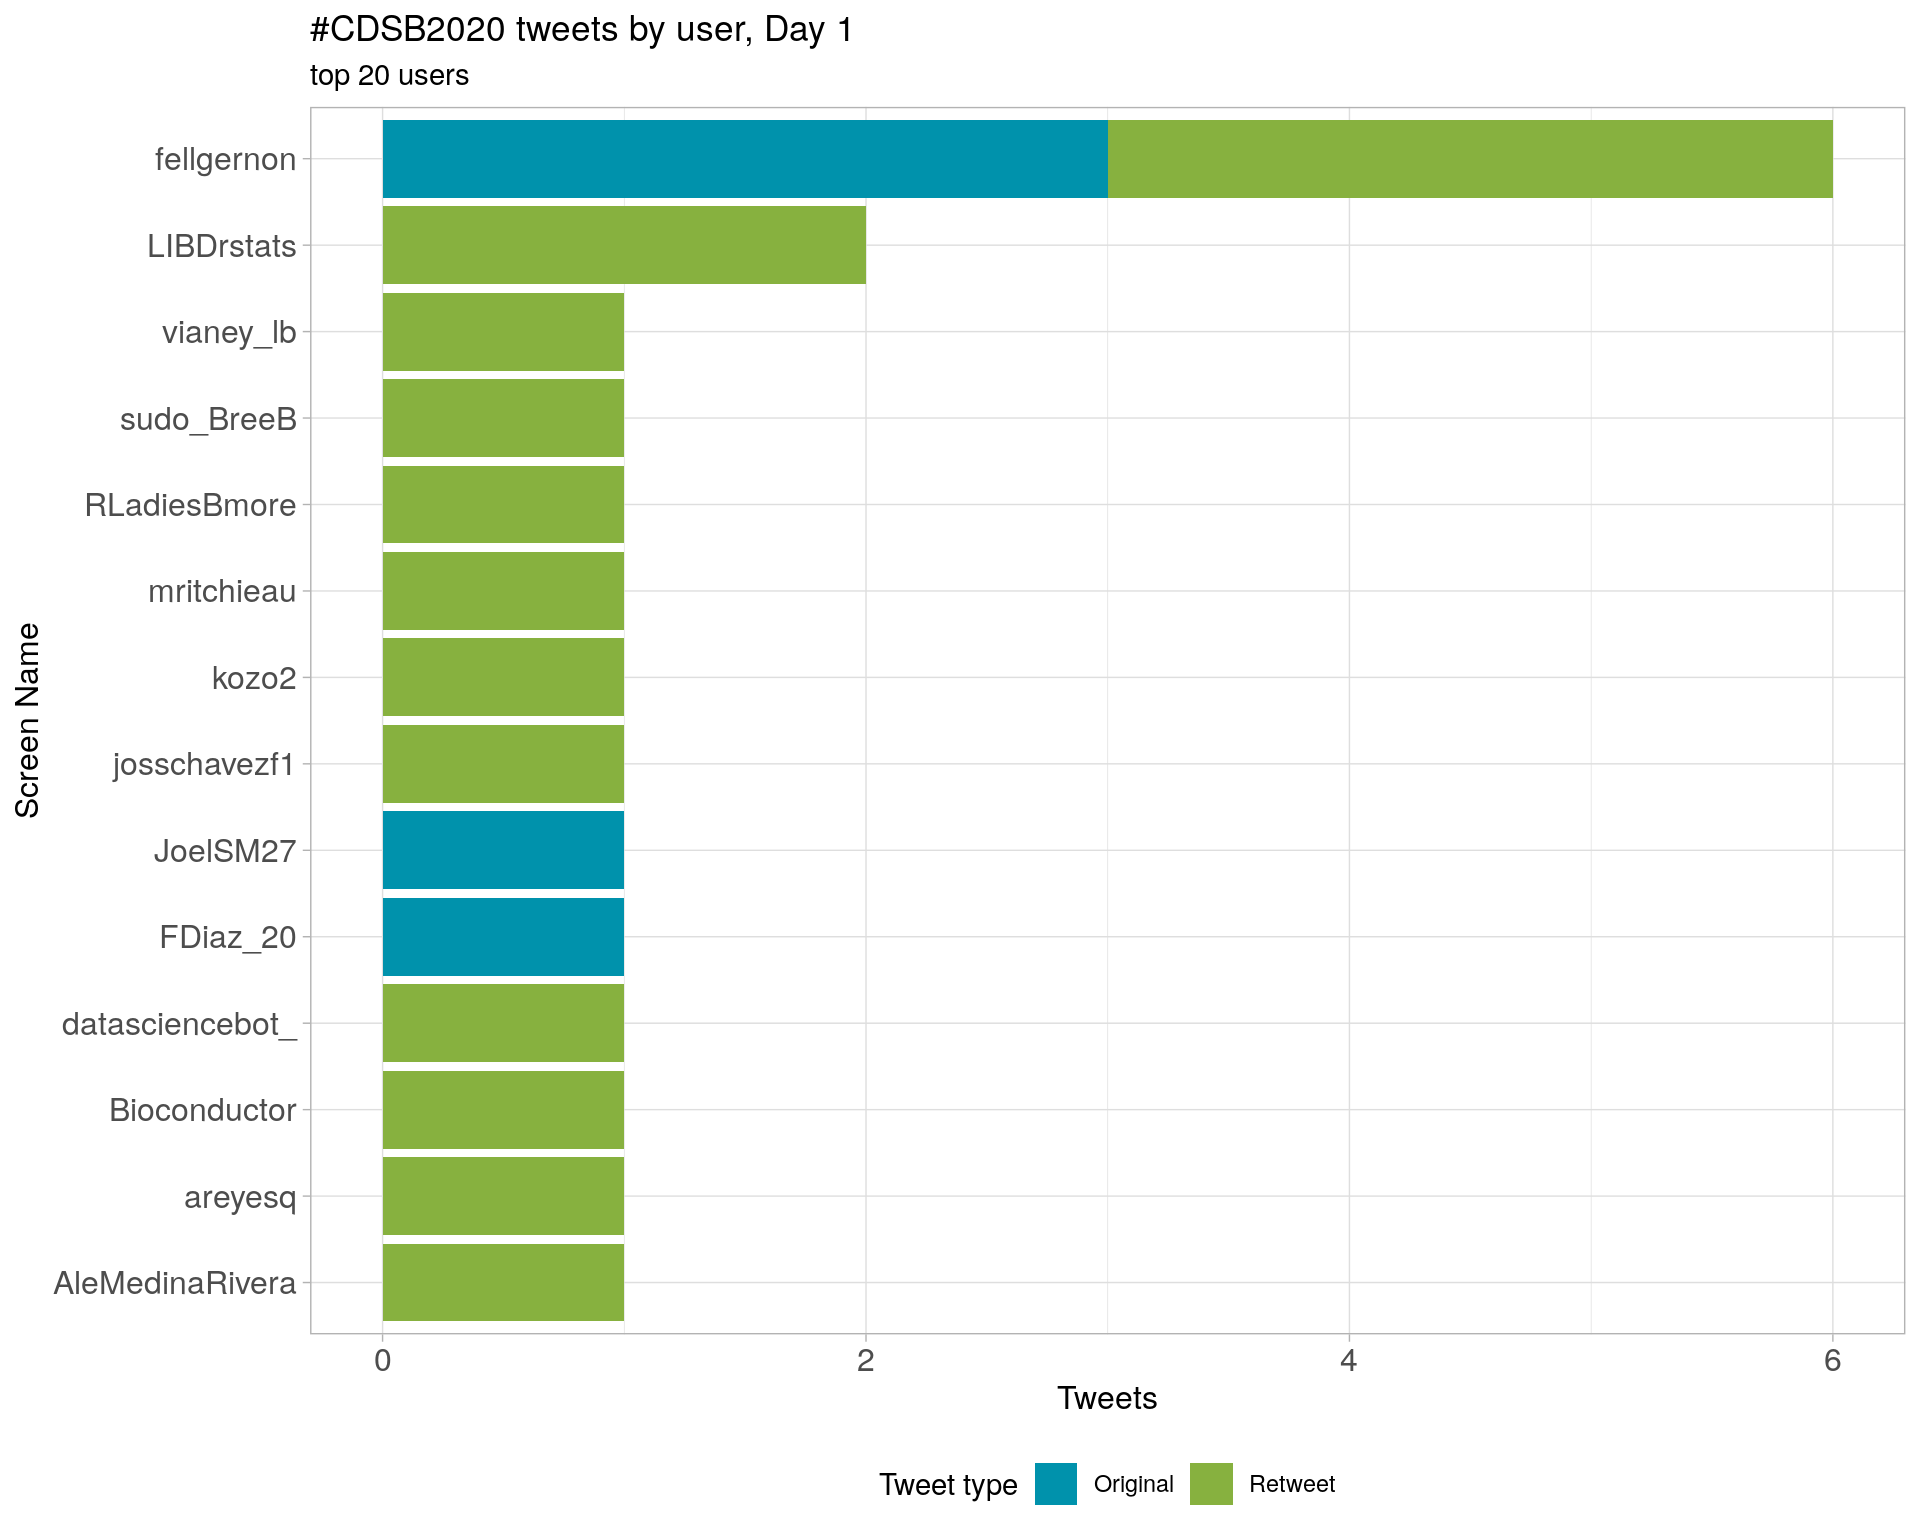 #CDSB2020 tweets by user, Day 1
top 20 users
Screen Name
fellgernon
LIBDrstats
vianey_lb
sudo_BreeB
RLadiesBmore
mritchieau
kozo2
josschavezf1
JoelSM27
FDiaz_20
datasciencebot_
Bioconductor
areyesq
AleMedinaRivera
0 2 4 6
Tweets
Tweet type Original Retweet